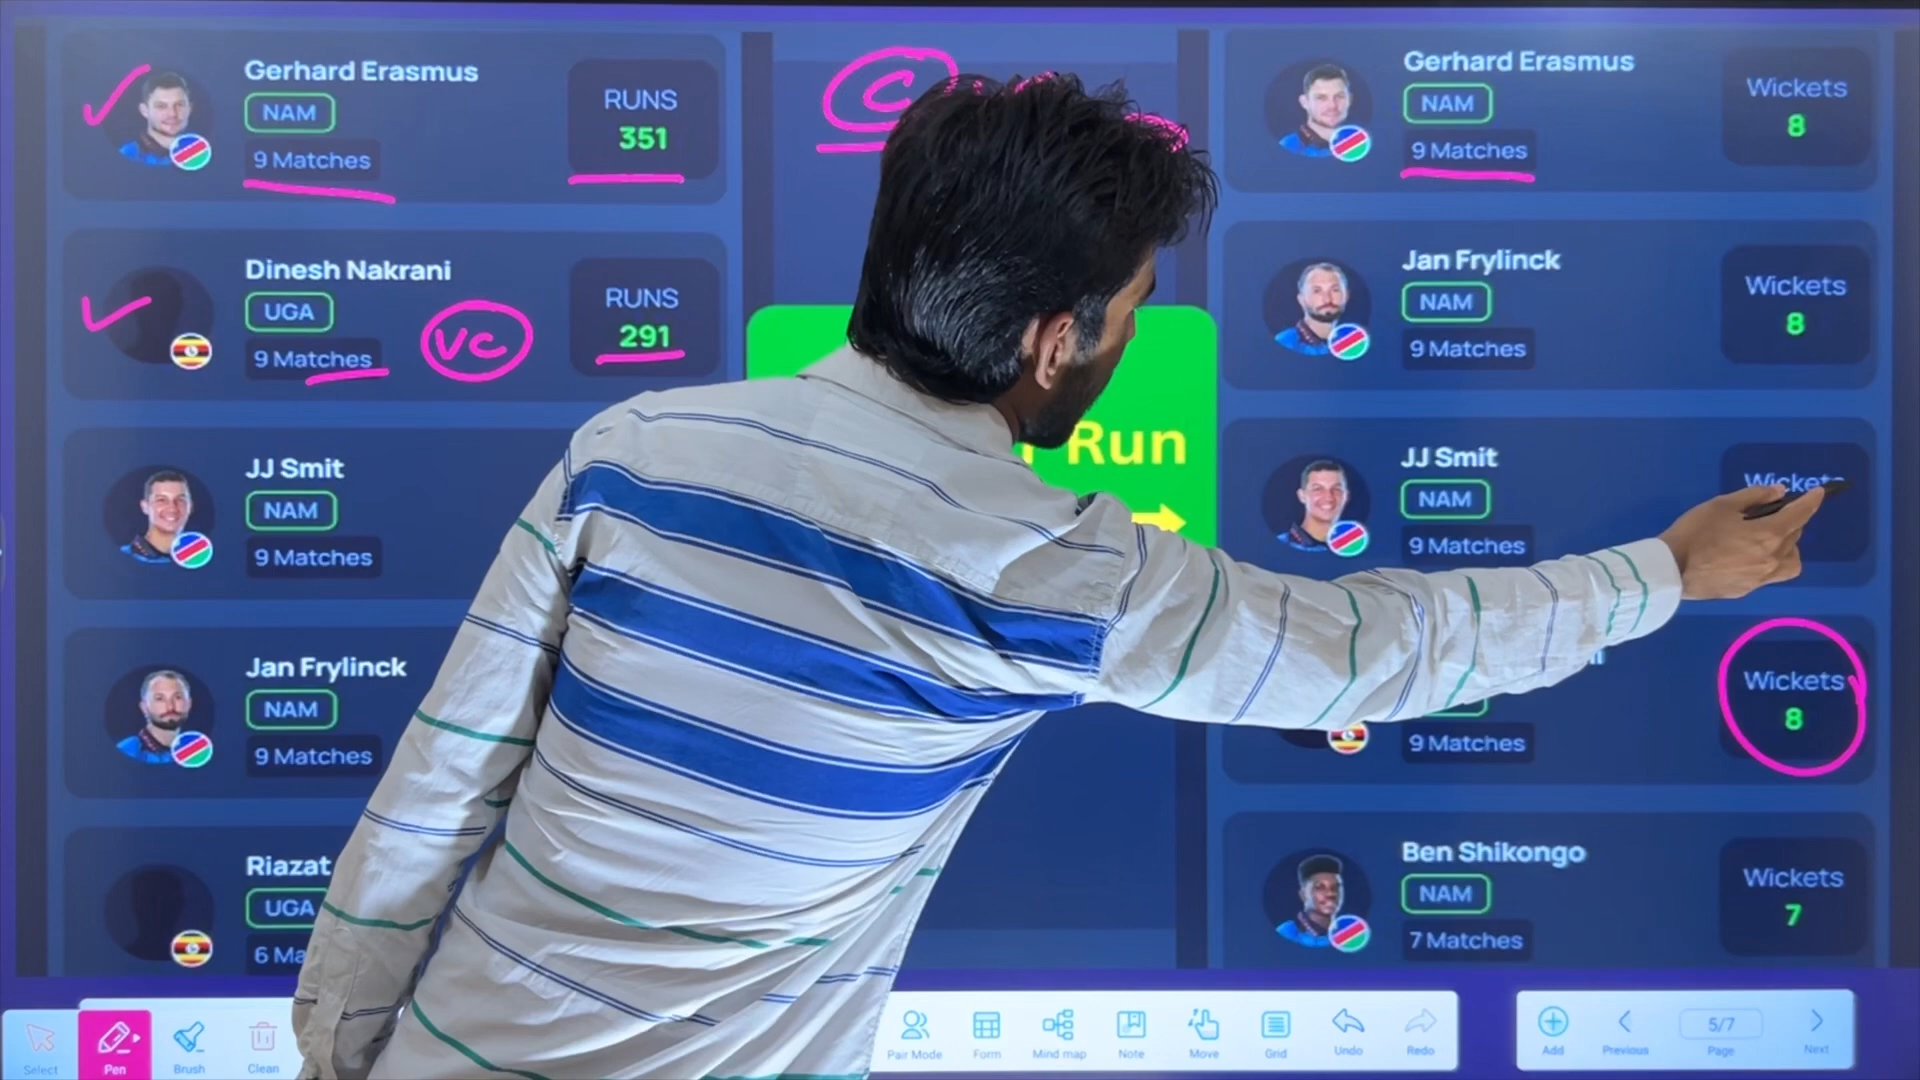 Gerhard Erasmus
NAM
9 Matches
RUNS
351
Dinesh Nakrani
UGA
9 Matches
VC
RUNS
291
JJ Smit
NAM
9 Matches
Jan Frylinck
NAM
9 Matches
Riazat
UGA
6
C
Run
Gerhard Erasmus
NAM
9 Matches
Wickets
8
Jan Frylinck
NAM
9 Matches
Wickets
8
JJ Smit
NAM
9 Matches
Wickets
9 Matches
Wickets
8
Ben Shikongo
NAM
7 Matches
Wickets
7
Select
Pen
Brush
Clean
Pair Mode
Form
Mind map
Note
Move
Grid
Undo
Redo
Add
Previous
5/7
Page
Next